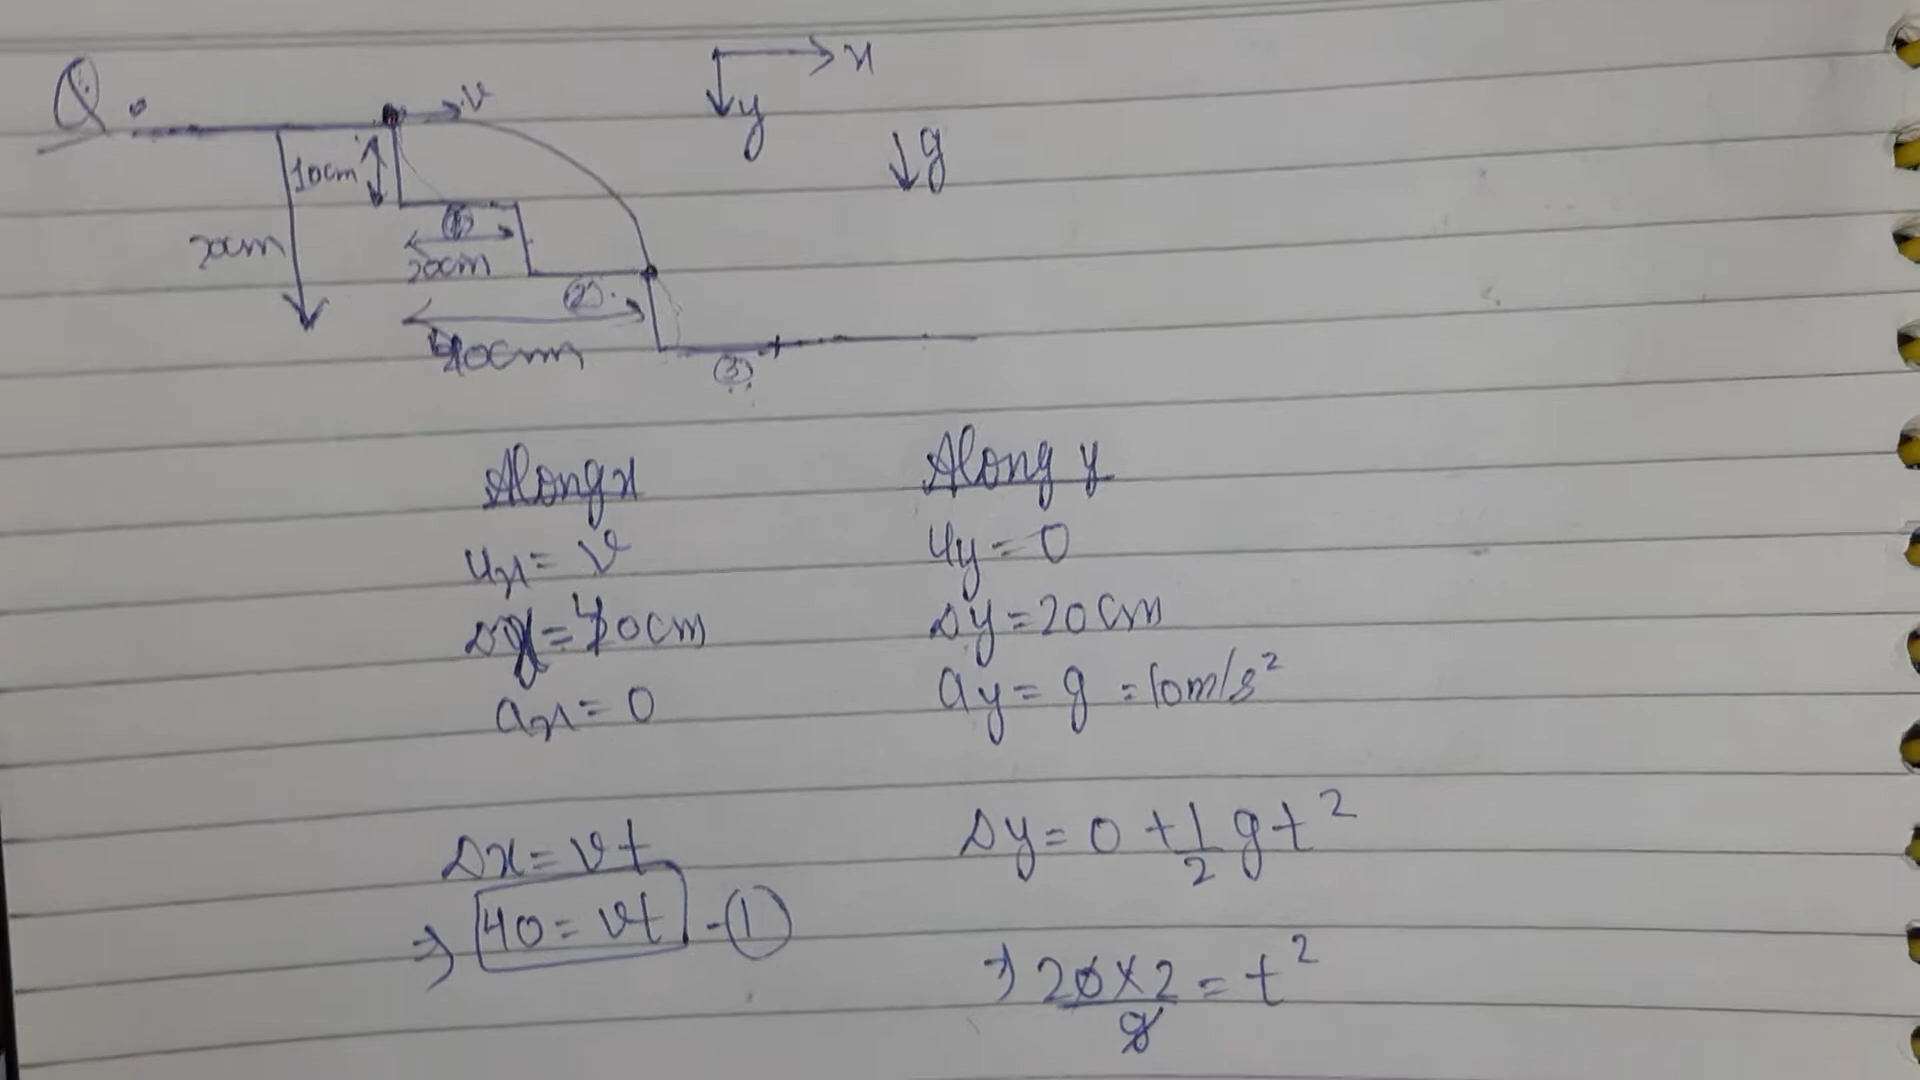 Q.
v
x
y
g
10cm
20cm
①
20cm
②
40cm
③
Along x
Along y
ux = v
uy = 0
Δx = 40cm
Δy = 20cm
ax = 0
ay = g = 10m/s²
Δx = vt
Δy = 0 + 1/2 gt²
⇒ 40 = vt - ①
⇒ 20×2/g = t²